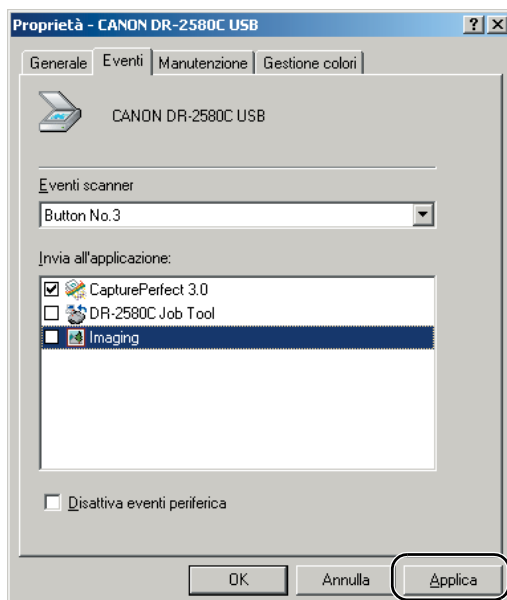 Proprietà - CANON DR-2580C USB
Generale Eventi Manutenzione Gestione colori
CANON DR-2580C USB
Eventi scanner
Button No.3
Invia all'applicazione:
CapturePerfect 3.0
DR-2580C Job Tool
Imaging
Disattiva eventi periferica
OK Annulla Applica